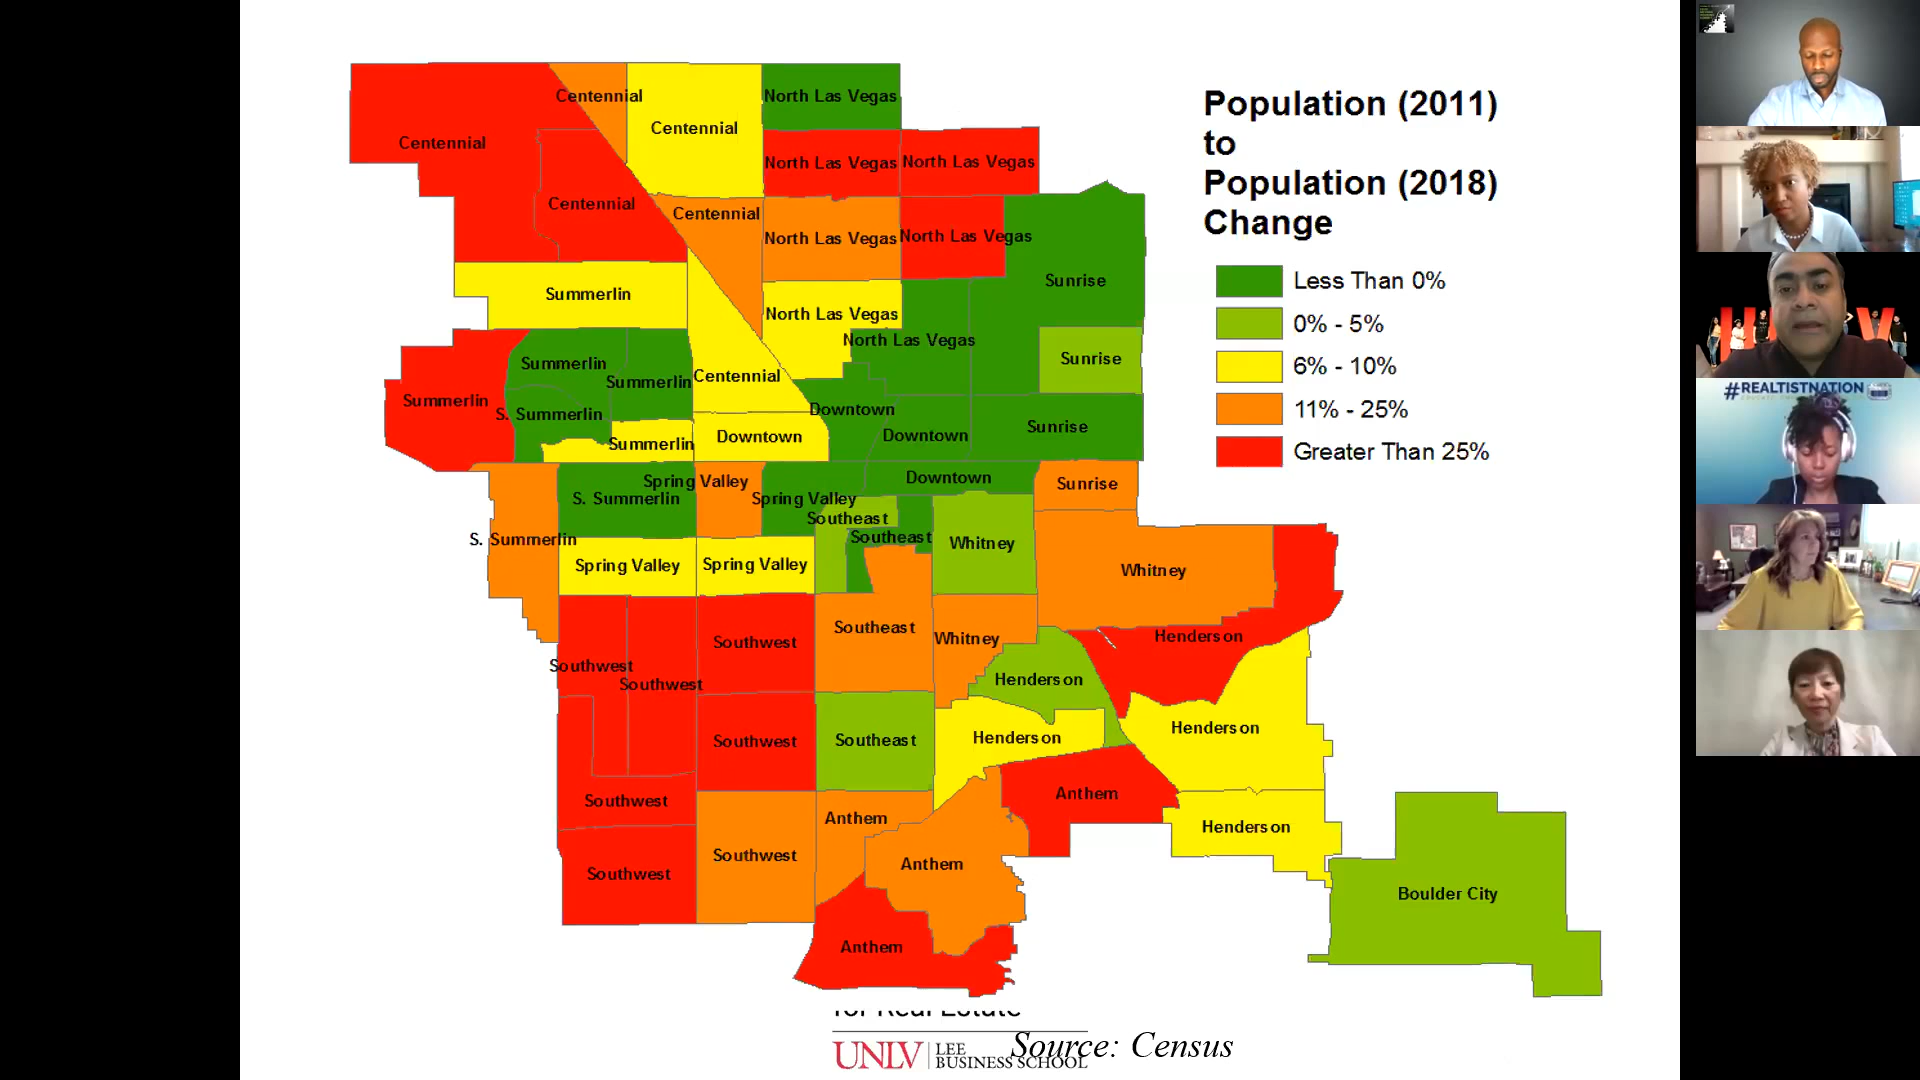 Centennial
North Las Vegas
Centennial
Centennial
North Las Vegas
North Las Vegas
Centennial
Centennial
North Las Vegas
North Las Vegas
Sunrise
Summerlin
North Las Vegas
North Las Vegas
Sunrise
Summerlin
Summerlin
Centennial
Summerlin
S. Summerlin
Downtown
Sunrise
Summerlin
Downtown
Downtown
Spring Valley
Downtown
Sunrise
S. Summerlin
Spring Valley
Southeast
S. Summerlin
Southeast
Whitney
Spring Valley
Spring Valley
Whitney
Southeast
Whitney
Henderson
Southwest
Southwest
Southwest
Henderson
Southwest
Southeast
Henderson
Henderson
Southwest
Anthem
Anthem
Henderson
Southwest
Southwest
Anthem
Boulder City
Anthem
Population (2011)
to
Population (2018)
Change
Less Than 0%
0% - 5%
6% - 10%
11% - 25%
Greater Than 25%
for Real Estate
UNLV
LEE
BUSINESS SCHOOL
Source: Census
#REALTISTNATION